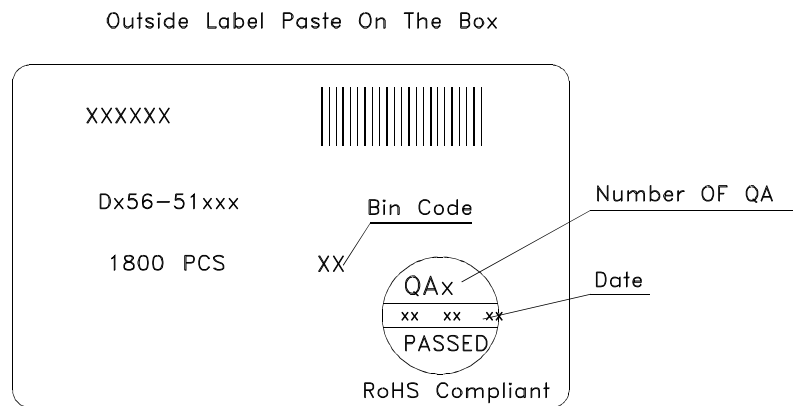 Outside Label Paste On The Box
XXXXXX
Dx56-51xxx
Bin Code
Number OF QA
1800 PCS
XX
QAx
Date
xx xx xx
PASSED
RoHS Compliant